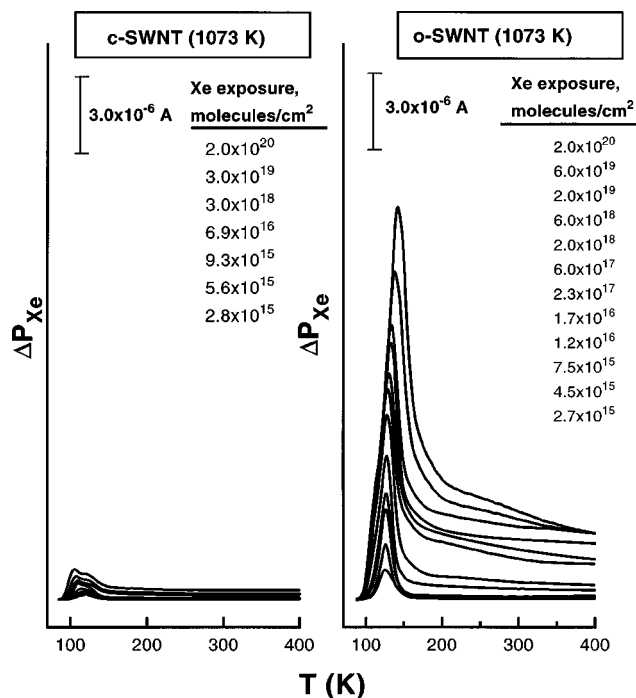 c-SWNT (1073 K)
3.0x10⁻⁶ A
Xe exposure,
molecules/cm²
2.0x10²⁰
3.0x10¹⁹
3.0x10¹⁸
6.9x10¹⁶
9.3x10¹⁵
5.6x10¹⁵
2.8x10¹⁵
ΔP_Xe
100 200 300 400
o-SWNT (1073 K)
3.0x10⁻⁶ A
Xe exposure,
molecules/cm²
2.0x10²⁰
6.0x10¹⁹
2.0x10¹⁹
6.0x10¹⁸
2.0x10¹⁸
6.0x10¹⁷
2.3x10¹⁷
1.7x10¹⁶
1.2x10¹⁶
7.5x10¹⁵
4.5x10¹⁵
2.7x10¹⁵
ΔP_Xe
100 200 300 400
T (K)